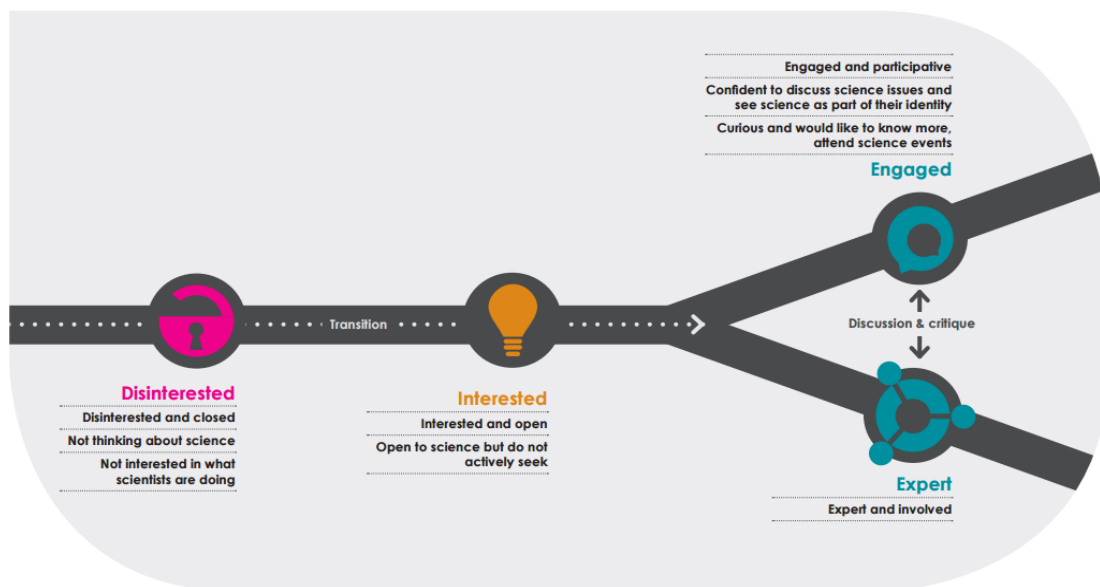 Engaged and participative
Confident to discuss science issues and
see science as part of their identity
Curious and would like to know more,
attend science events
Engaged
Transition
Discussion & critique
Disinterested
Disinterested and closed
Not thinking about science
Not interested in what
scientists are doing
Interested
Interested and open
Open to science but do not
actively seek
Expert
Expert and involved